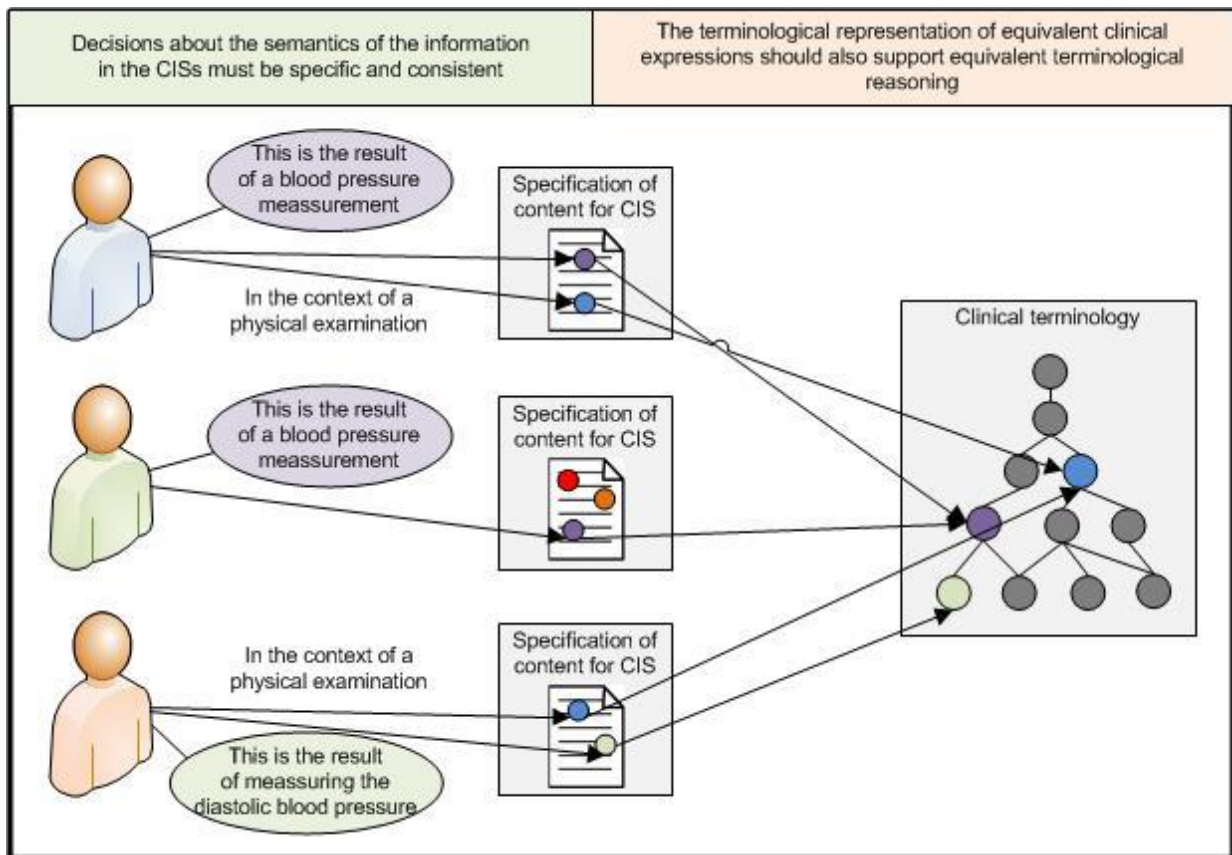 Decisions about the semantics of the information
in the CISs must be specific and consistent
The terminological representation of equivalent clinical
expressions should also support equivalent terminological
reasoning
This is the result
of a blood pressure
meassurement
Specification of
content for CIS
In the context of a
physical examination
Clinical terminology
This is the result
of a blood pressure
meassurement
Specification of
content for CIS
In the context of a
physical examination
Specification of
content for CIS
This is the result
of meassuring the
diastolic blood pressure